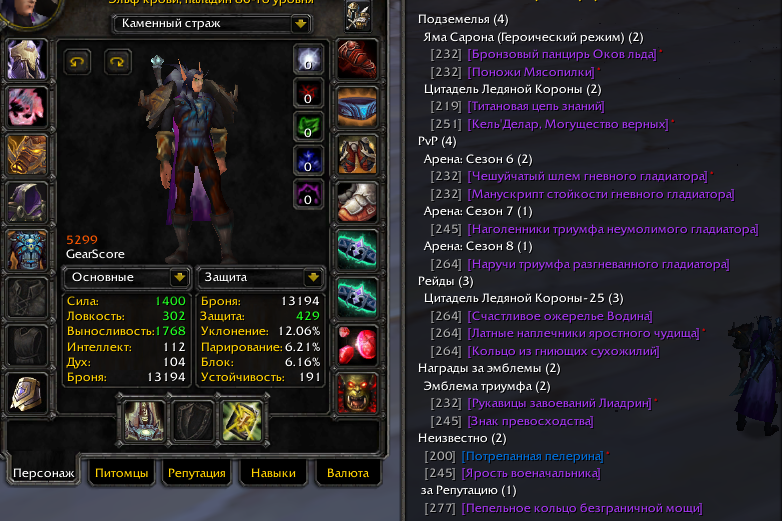 Эльф крови, паладин 80-го уровня
Каменный страж
0
0
0
0
0
5299
GearScore
Основные
Защита
Сила: 1400
Ловкость: 302
Выносливость: 1768
Интеллект: 112
Дух: 104
Броня: 13194
Броня: 13194
Защита: 429
Уклонение: 12.06%
Парирование: 6.21%
Блок: 6.16%
Устойчивость: 191
Персонаж
Питомцы
Репутация
Навыки
Валюта
Подземелья (4)
Яма Сарона (Героический режим) (2)
[232] [Бронзовый панцирь Оков льда]*
[232] [Поножи Мясопилки]*
Цитадель Ледяной Короны (2)
[219] [Титановая цепь знаний]
[251] [Кель'Делар, Могущество верных]*
PvP (4)
Арена: Сезон 6 (2)
[232] [Чешуйчатый шлем гневного гладиатора]*
[232] [Манускрипт стойкости гневного гладиатора]
Арена: Сезон 7 (1)
[245] [Наголенники триумфа неумолимого гладиатора]
Арена: Сезон 8 (1)
[264] [Наручи триумфа разгневанного гладиатора]
Рейды (3)
Цитадель Ледяной Короны-25 (3)
[264] [Счастливое ожерелье Водина]
[264] [Латные наплечники яростного чудища]*
[264] [Кольцо из гниющих сухожилий]
Награды за эмблемы (2)
Эмблема триумфа (2)
[232] [Рукавицы завоеваний Лиадрин]*
[245] [Знак превосходства]
Неизвестно (2)
[200] [Потрепанная пелерина]*
[245] [Ярость военачальника]
за Репутацию (1)
[277] [Пепельное кольцо безграничной мощи]